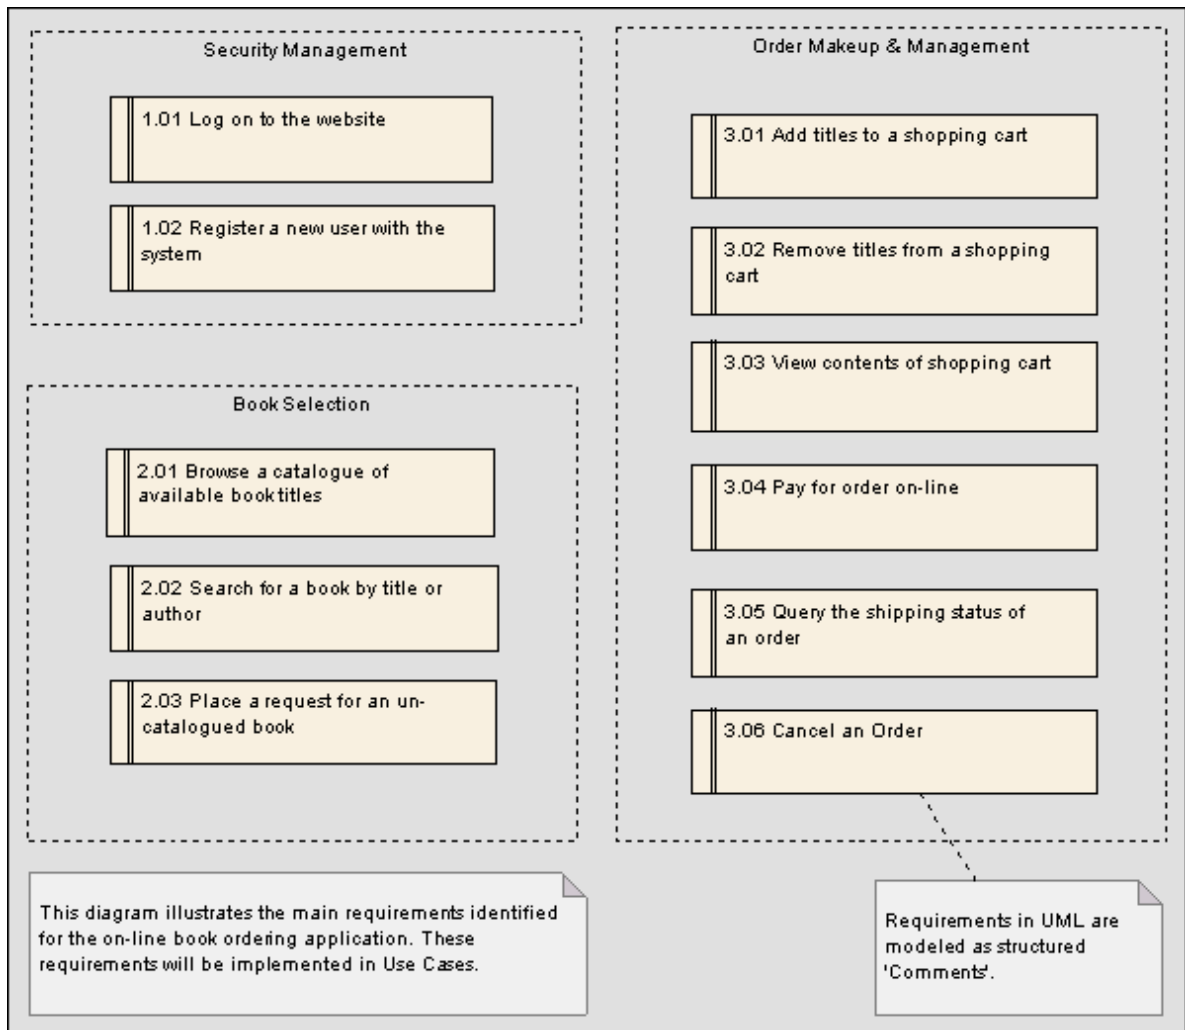 Security Management
1.01 Log on to the website
1.02 Register a new user with the
system
Book Selection
2.01 Browse a catalogue of
available book titles
2.02 Search for a book by title or
author
2.03 Place a request for an un-
catalogued book
Order Makeup & Management
3.01 Add titles to a shopping cart
3.02 Remove titles from a shopping
cart
3.03 View contents of shopping cart
3.04 Pay for order on-line
3.05 Query the shipping status of
an order
3.06 Cancel an Order
This diagram illustrates the main requirements identified
for the on-line book ordering application. These
requirements will be implemented in Use Cases.
Requirements in UML are
modeled as structured
'Comments'.